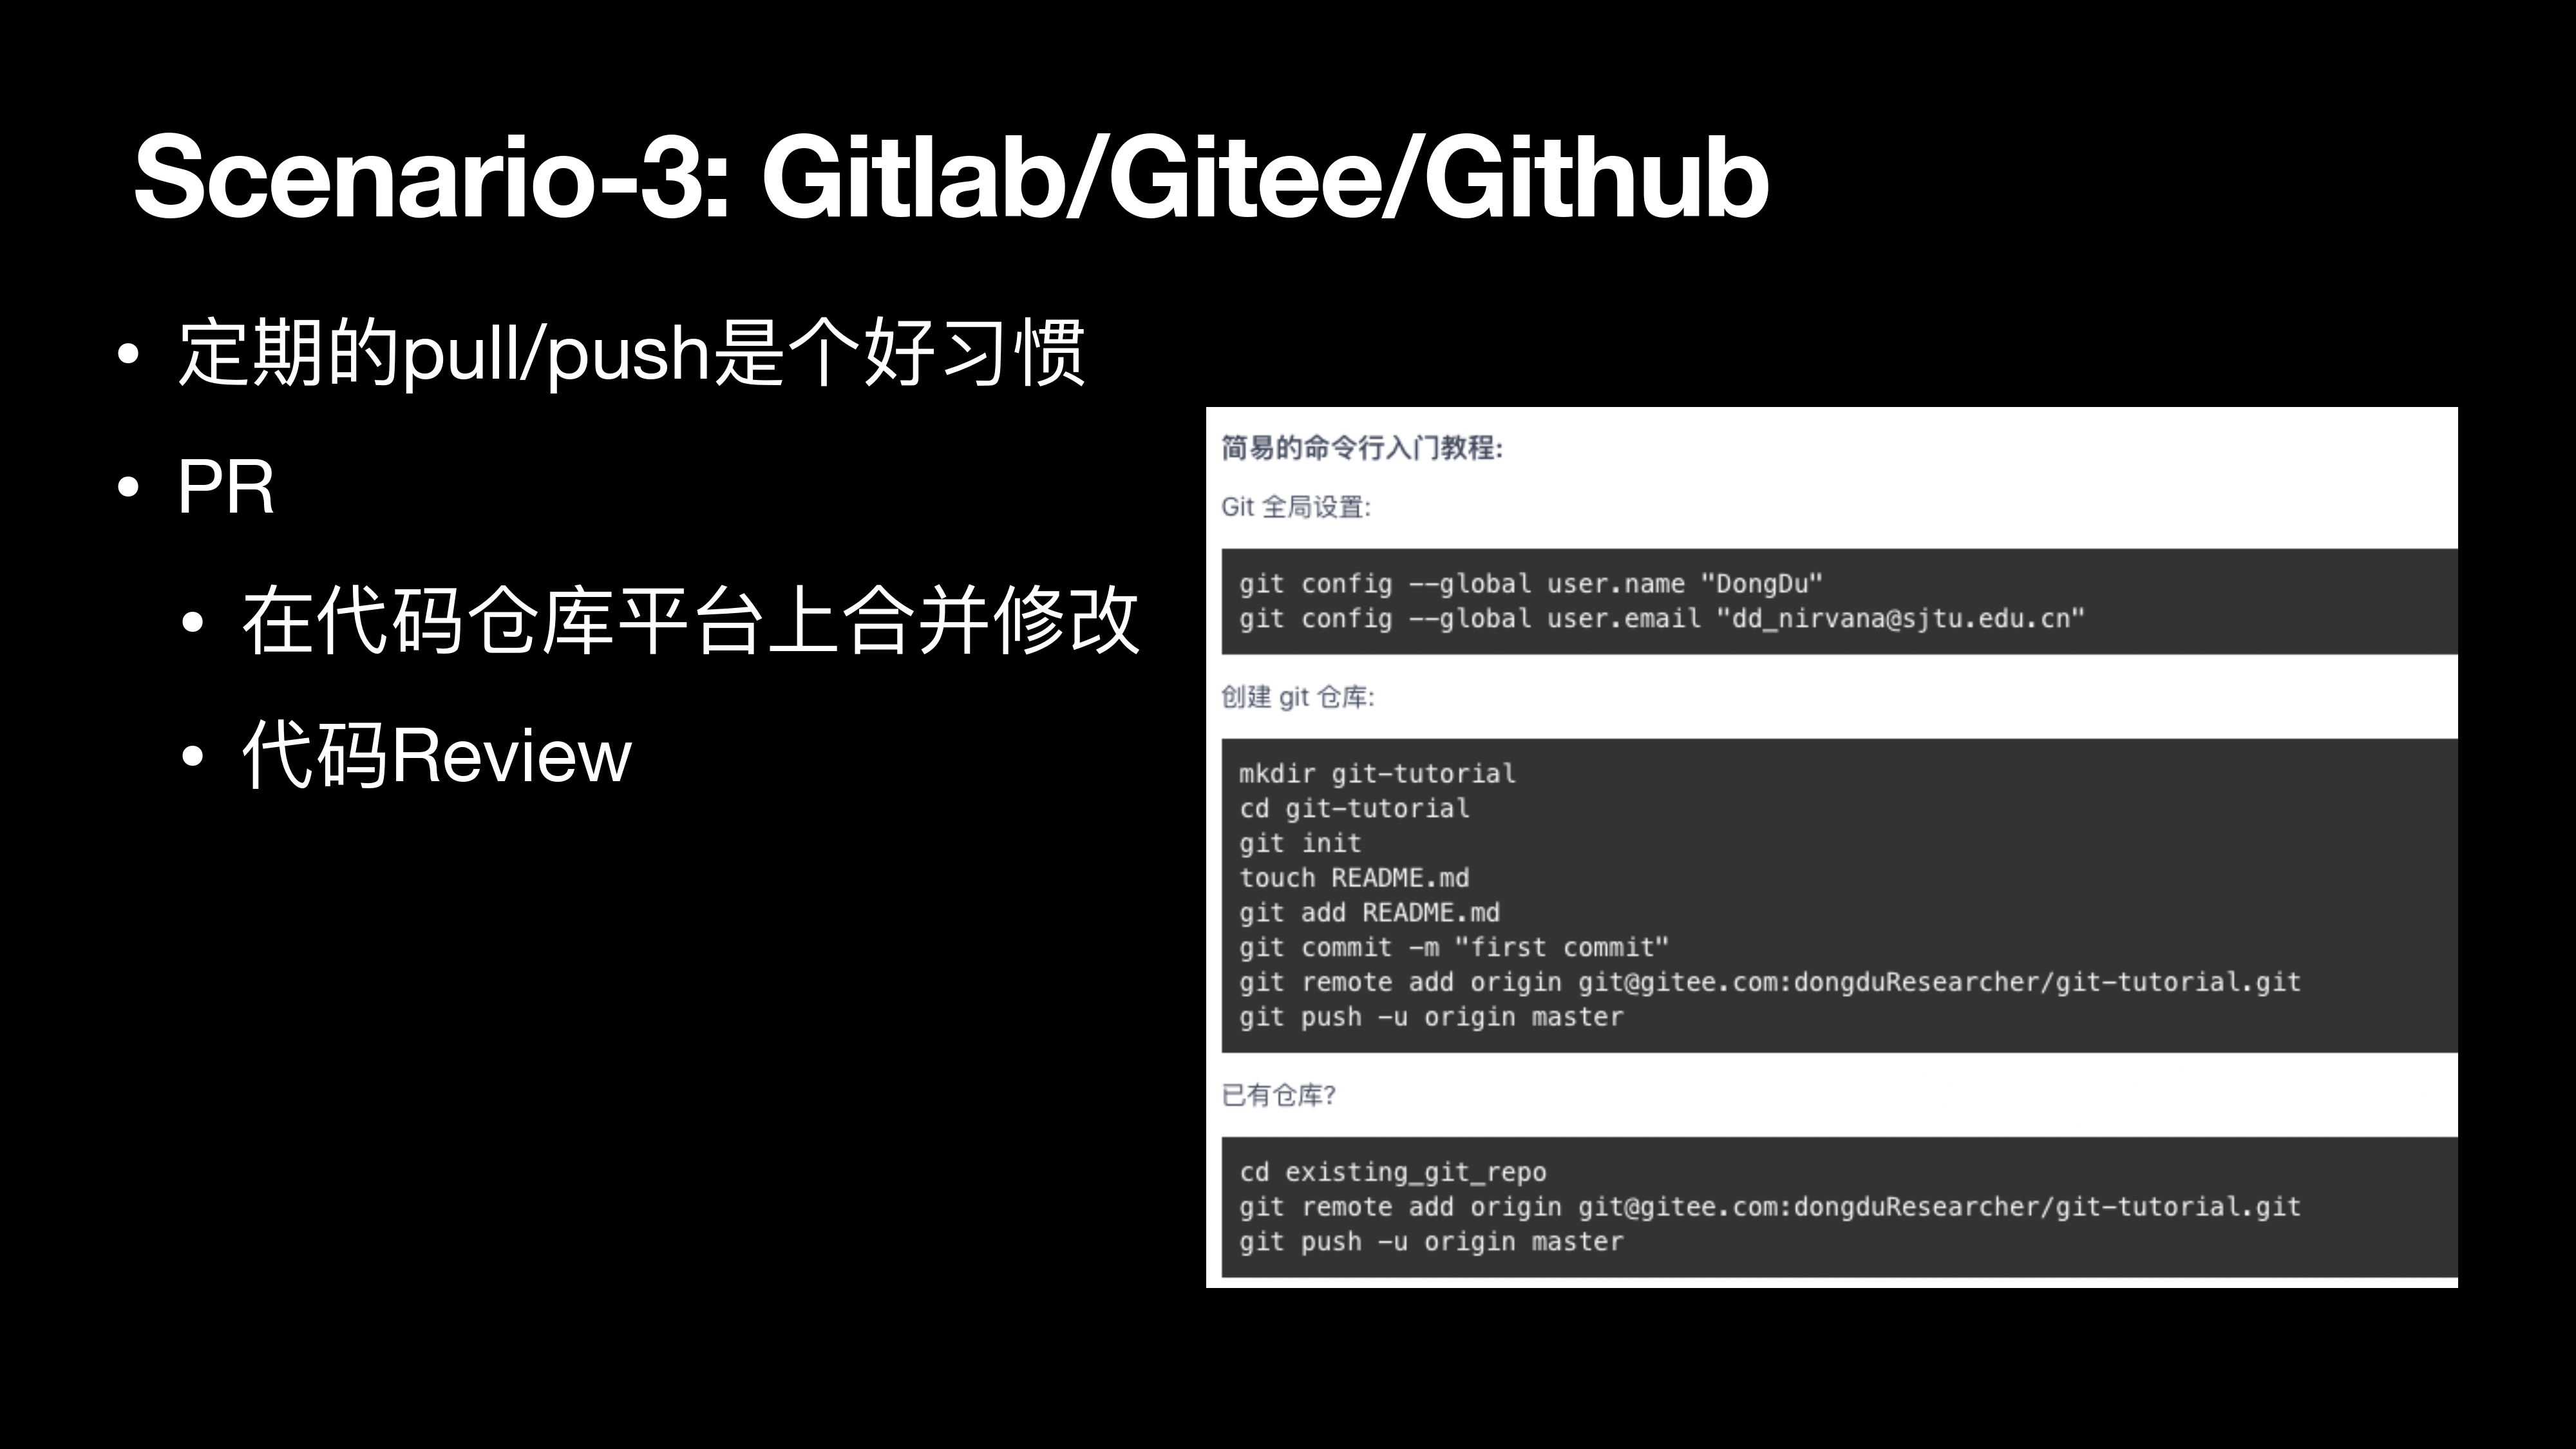 Scenario-3: Gitlab/Gitee/Github
• 定期的pull/push是个好习惯
• PR
• 在代码仓库平台上合并修改
• 代码Review
简易的命令行入门教程:
Git 全局设置:
git config --global user.name "DongDu"
git config --global user.email "dd_nirvana@sjtu.edu.cn"
创建 git 仓库:
mkdir git-tutorial
cd git-tutorial
git init
touch README.md
git add README.md
git commit -m "first commit"
git remote add origin git@gitee.com:dongduResearcher/git-tutorial.git
git push -u origin master
已有仓库?
cd existing_git_repo
git remote add origin git@gitee.com:dongduResearcher/git-tutorial.git
git push -u origin master